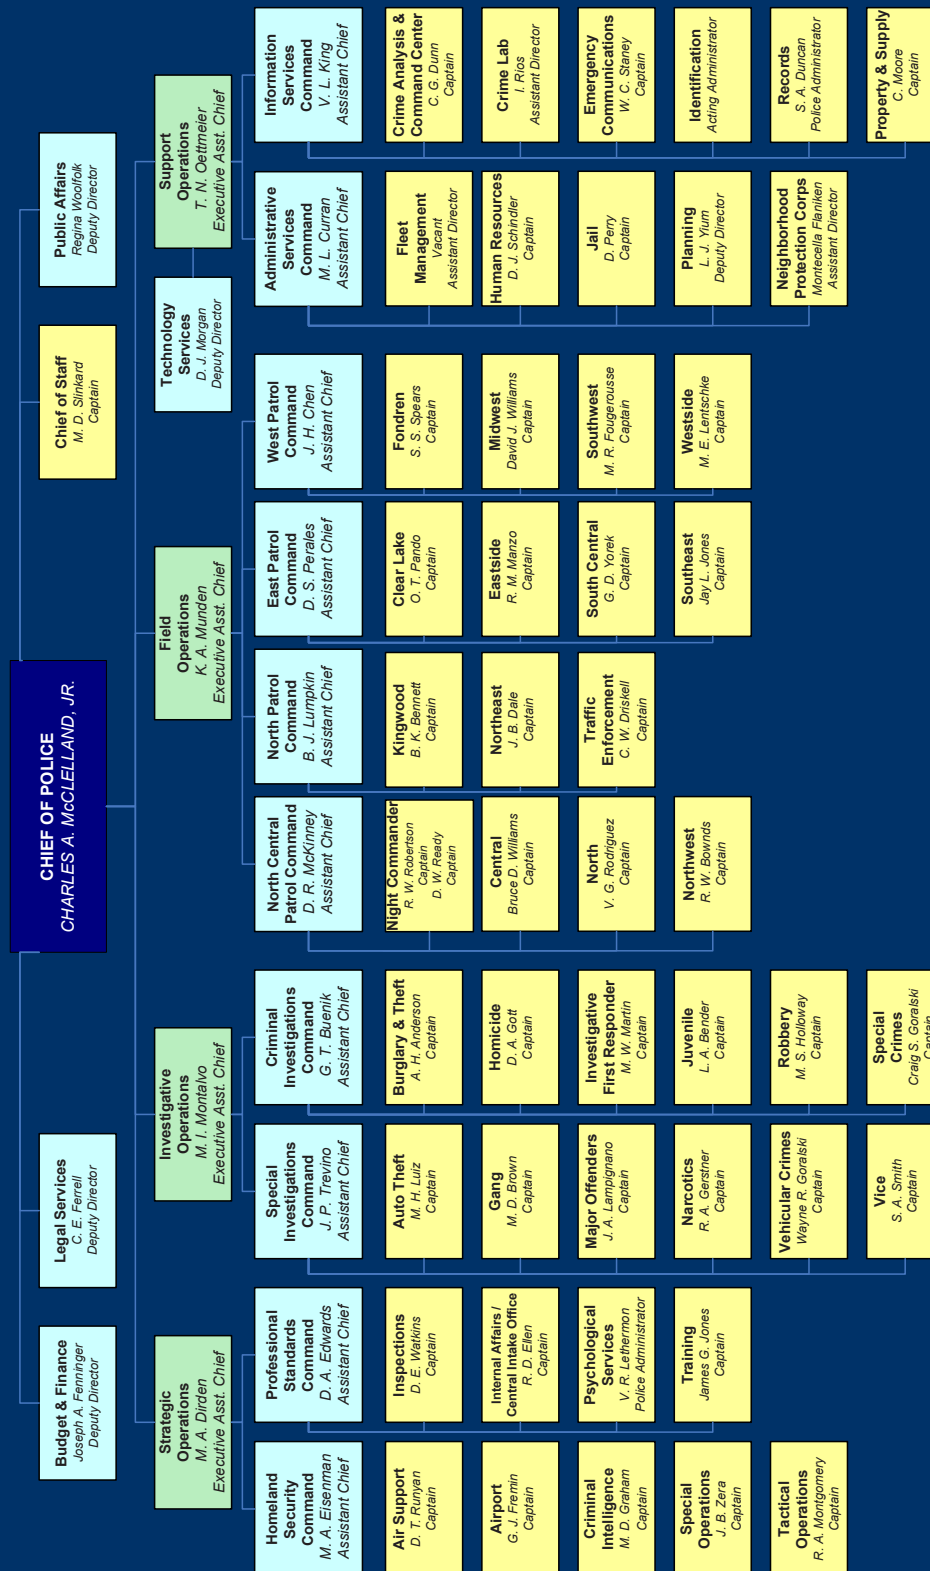 CHIEF OF POLICE
CHARLES A. McCLELLAND, JR.
Budget & Finance
Joseph A. Fenninger
Deputy Director
Legal Services
C. E. Ferrell
Deputy Director
Chief of Staff
M. D. Slinkard
Captain
Public Affairs
Regina Woolfolk
Deputy Director
Strategic
Operations
M. A. Dirden
Executive Asst. Chief
Investigative
Operations
M. I. Montalvo
Executive Asst. Chief
Field
Operations
K. A. Munden
Executive Asst. Chief
Technology
Services
D. J. Morgan
Deputy Director
Support
Operations
T. N. Oettmeier
Executive Asst. Chief
Homeland
Security
Command
M. A. Eisenman
Assistant Chief
Air Support
D. T. Runyan
Captain
Airport
G. J. Fremin
Captain
Criminal
Intelligence
M. D. Graham
Captain
Special
Operations
J. B. Zera
Captain
Tactical
Operations
R. A. Montgomery
Captain
Professional
Standards
Command
D. A. Edwards
Assistant Chief
Inspections
D. E. Watkins
Captain
Internal Affairs /
Central Intake Office
R. D. Ellen
Captain
Psychological
Services
V. R. Lethermon
Police Administrator
Training
James G. Jones
Captain
Special
Investigations
Command
J. P. Trevino
Assistant Chief
Auto Theft
M. H. Luiz
Captain
Gang
M. D. Brown
Captain
Major Offenders
J. A. Lampignano
Captain
Narcotics
R. A. Gerstner
Captain
Vehicular Crimes
Wayne R. Goralski
Captain
Vice
S. A. Smith
Captain
Criminal
Investigations
Command
G. T. Buenik
Assistant Chief
Burglary & Theft
A. H. Anderson
Captain
Homicide
D. A. Gott
Captain
Investigative
First Responder
M. W. Martin
Captain
Juvenile
L. A. Bender
Captain
Robbery
M. S. Holloway
Captain
Special
Crimes
Craig S. Goralski
Captain
North Central
Patrol Command
D. R. McKinney
Assistant Chief
Night Commander
R. W. Robertson
Captain
D. W. Ready
Captain
Central
Bruce D. Williams
Captain
North
V. G. Rodriguez
Captain
Northwest
R. W. Bownds
Captain
North Patrol
Command
B. J. Lumpkin
Assistant Chief
Kingwood
B. K. Bennett
Captain
Northeast
J. B. Dale
Captain
Traffic
Enforcement
C. W. Driskell
Captain
East Patrol
Command
D. S. Perales
Assistant Chief
Clear Lake
O. T. Pando
Captain
Eastside
R. M. Manzo
Captain
South Central
G. D. Yorek
Captain
Southeast
Jay L. Jones
Captain
West Patrol
Command
J. H. Chen
Assistant Chief
Fondren
S. S. Spears
Captain
Midwest
David J. Williams
Captain
Southwest
M. R. Fougerousse
Captain
Westside
M. E. Lentschke
Captain
Administrative
Services
Command
M. L. Curran
Assistant Chief
Fleet
Management
Vacant
Assistant Director
Human Resources
D. J. Schindler
Captain
Jail
D. Perry
Captain
Planning
L. J. Yium
Deputy Director
Neighborhood
Protection Corps
Montecella Flaniken
Assistant Director
Information
Services
Command
V. L. King
Assistant Chief
Crime Analysis &
Command Center
C. G. Dunn
Captain
Crime Lab
I. Rios
Assistant Director
Emergency
Communications
W. C. Staney
Captain
Identification
Acting Administrator
Records
S. A. Duncan
Police Administrator
Property & Supply
C. Moore
Captain